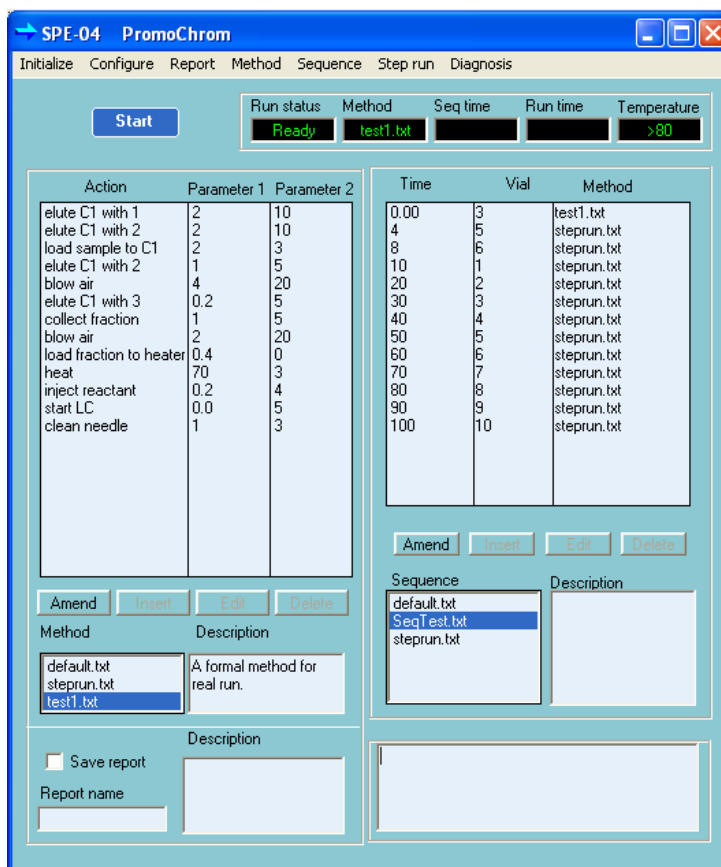 SPE-04 PromoChrom
Initialize Configure Report Method Sequence Step run Diagnosis
Start
Run status Method Seq time Run time Temperature
Ready test1.txt >80
Action Parameter 1 Parameter 2
elute C1 with 1 2 10
elute C1 with 2 2 10
load sample to C1 2 3
elute C1 with 2 1 5
blow air 4 20
elute C1 with 3 0.2 5
collect fraction 1 5
blow air 2 20
load fraction to heater 0.4 0
heat 70 3
inject reactant 0.2 4
start LC 0.0 5
clean needle 1 3
Amend Insert Edit Delete
Method Description
default.txt
steprun.txt
test1.txt
A formal method for
real run.
Save report
Report name
Description
Time Vial Method
0.00 3 test1.txt
4 5 steprun.txt
8 6 steprun.txt
10 1 steprun.txt
20 2 steprun.txt
30 3 steprun.txt
40 4 steprun.txt
50 5 steprun.txt
60 6 steprun.txt
70 7 steprun.txt
80 8 steprun.txt
90 9 steprun.txt
100 10 steprun.txt
Amend Insert Edit Delete
Sequence Description
default.txt
SeqTest.txt
steprun.txt